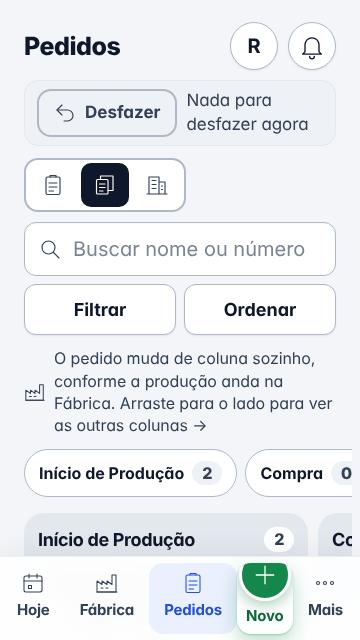 Pedidos
R
Desfazer
Nada para
desfazer agora
Buscar nome ou número
Filtrar
Ordenar
O pedido muda de coluna sozinho,
conforme a produção anda na
Fábrica. Arraste para o lado para ver
as outras colunas →
Início de Produção 2
Compra 0
Início de Produção 2
Co
Hoje
Fábrica
Pedidos
Novo
Mais